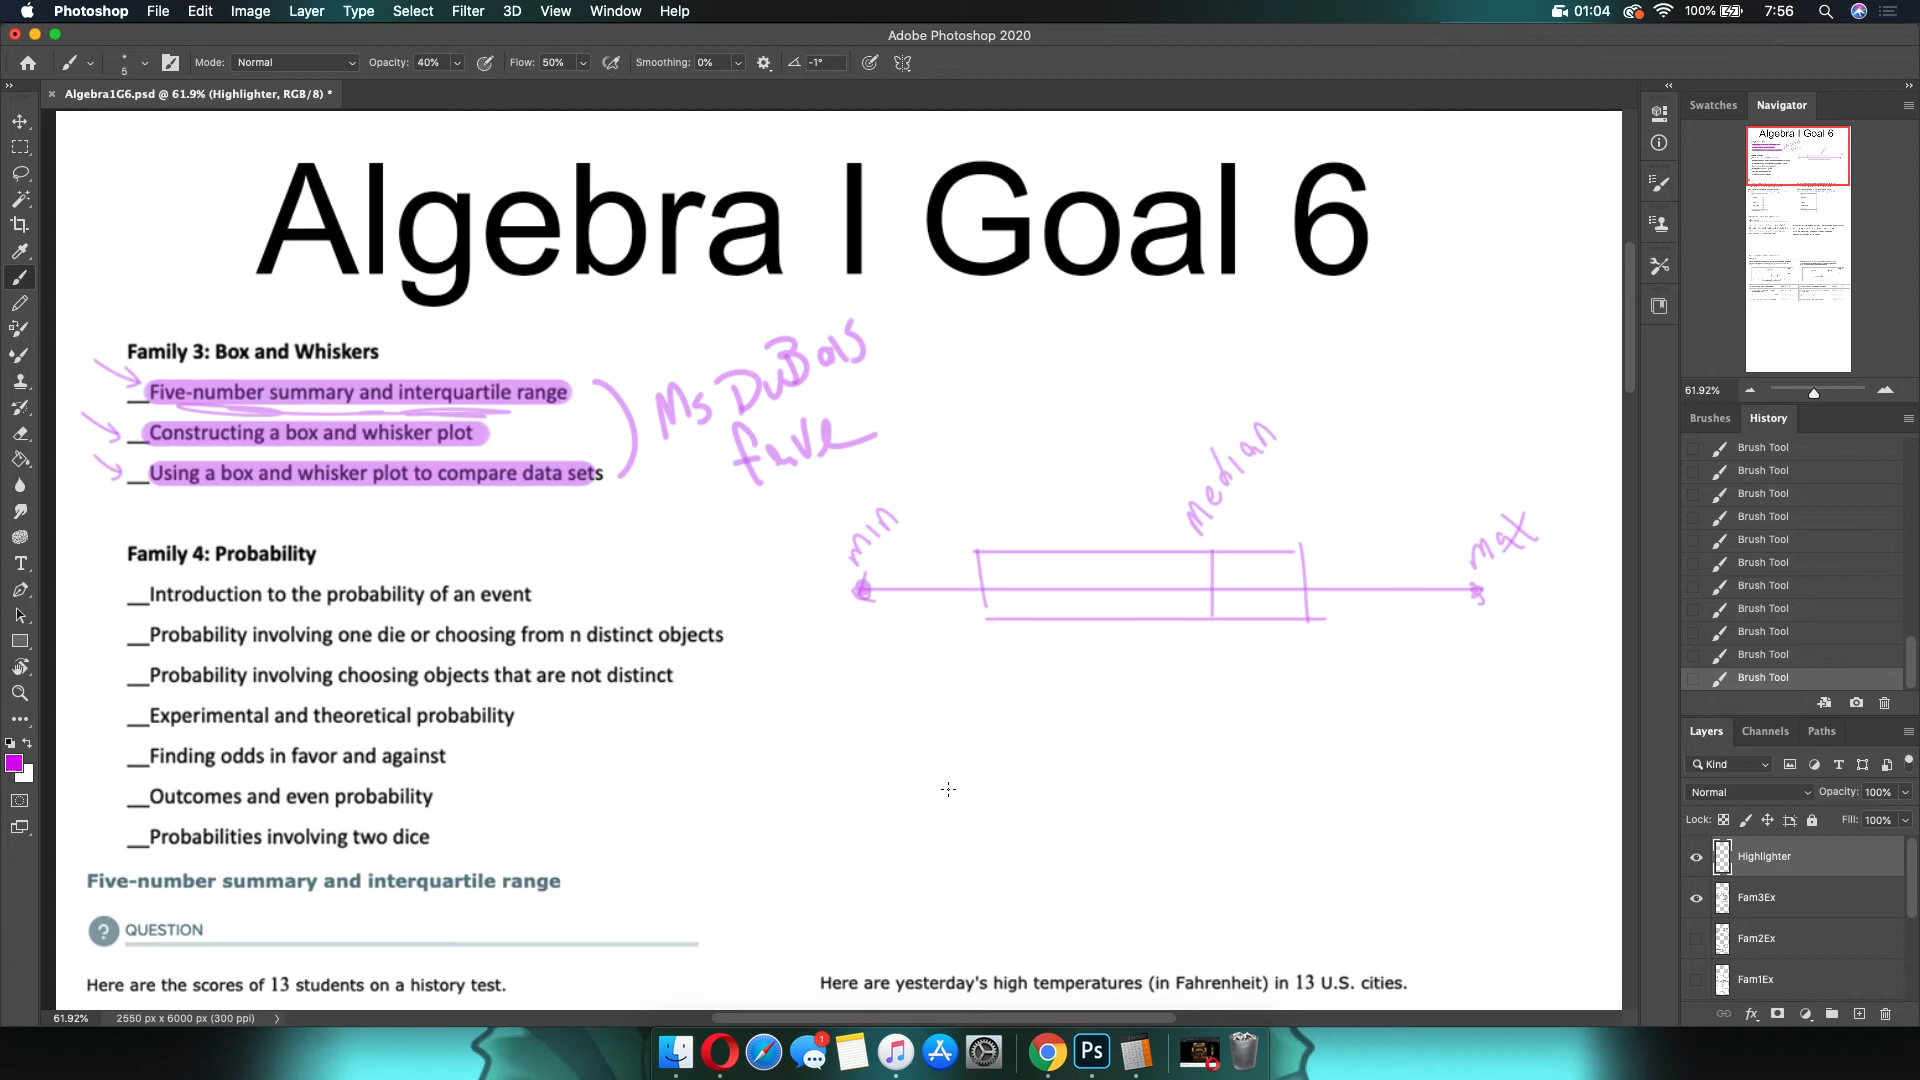 Photoshop File Edit Image Layer Type Select Filter 3D View Window Help 01:04 100% 7:56
Adobe Photoshop 2020
5 Mode: Normal Opacity: 40% Flow: 50% Smoothing: 0% -1°
Algebra1G6.psd @ 61.9% (Highlighter, RGB/8) *
Algebra I Goal 6
Family 3: Box and Whiskers
__Five-number summary and interquartile range
__Constructing a box and whisker plot
__Using a box and whisker plot to compare data sets
Ms DuBois
fave
min
median
max
Family 4: Probability
__Introduction to the probability of an event
__Probability involving one die or choosing from n distinct objects
__Probability involving choosing objects that are not distinct
__Experimental and theoretical probability
__Finding odds in favor and against
__Outcomes and even probability
__Probabilities involving two dice
Five-number summary and interquartile range
? QUESTION
Here are the scores of 13 students on a history test.
Here are yesterday's high temperatures (in Fahrenheit) in 13 U.S. cities.
61.92% 2550 px x 6000 px (300 ppi)
Swatches Navigator
Algebra I Goal 6
61.92%
Brushes History
Brush Tool
Brush Tool
Brush Tool
Brush Tool
Brush Tool
Brush Tool
Brush Tool
Brush Tool
Brush Tool
Brush Tool
Brush Tool
Layers Channels Paths
Kind
Normal Opacity: 100%
Lock: Fill: 100%
Highlighter
Fam3Ex
Fam2Ex
Fam1Ex
fx
1
Ps